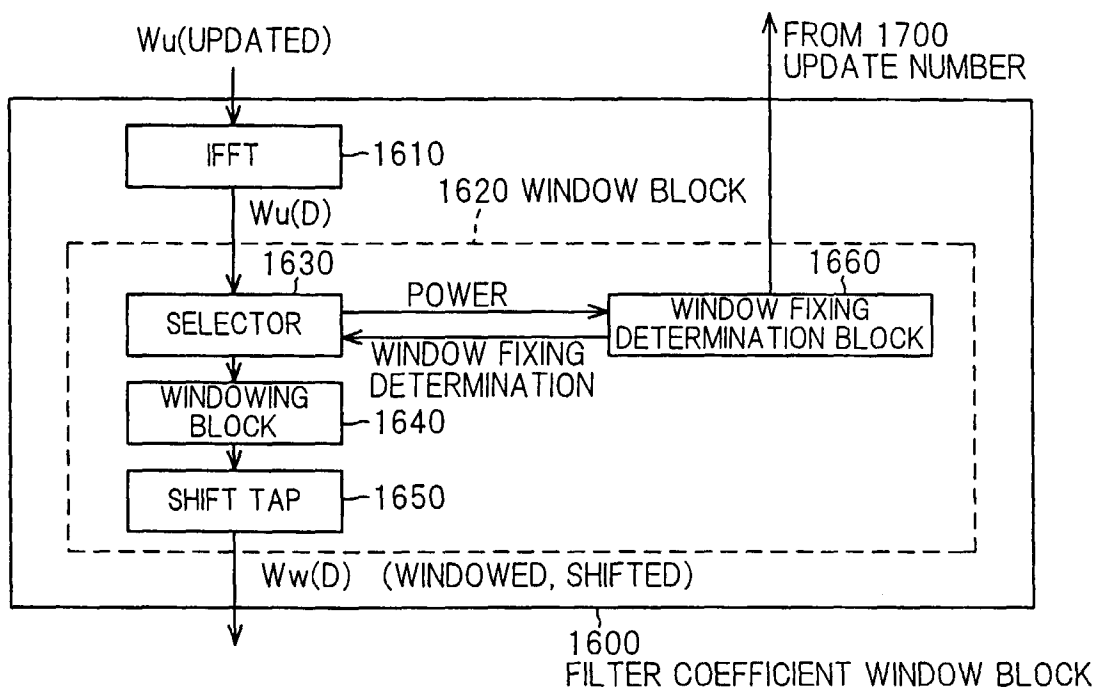 Wu(UPDATED)
FROM 1700
UPDATE NUMBER
IFFT
1610
1620 WINDOW BLOCK
Wu(D)
1630
1660
SELECTOR
POWER
WINDOW FIXING
DETERMINATION BLOCK
WINDOW FIXING
DETERMINATION
WINDOWING
BLOCK
1640
SHIFT TAP
1650
Ww(D) (WINDOWED, SHIFTED)
1600
FILTER COEFFICIENT WINDOW BLOCK